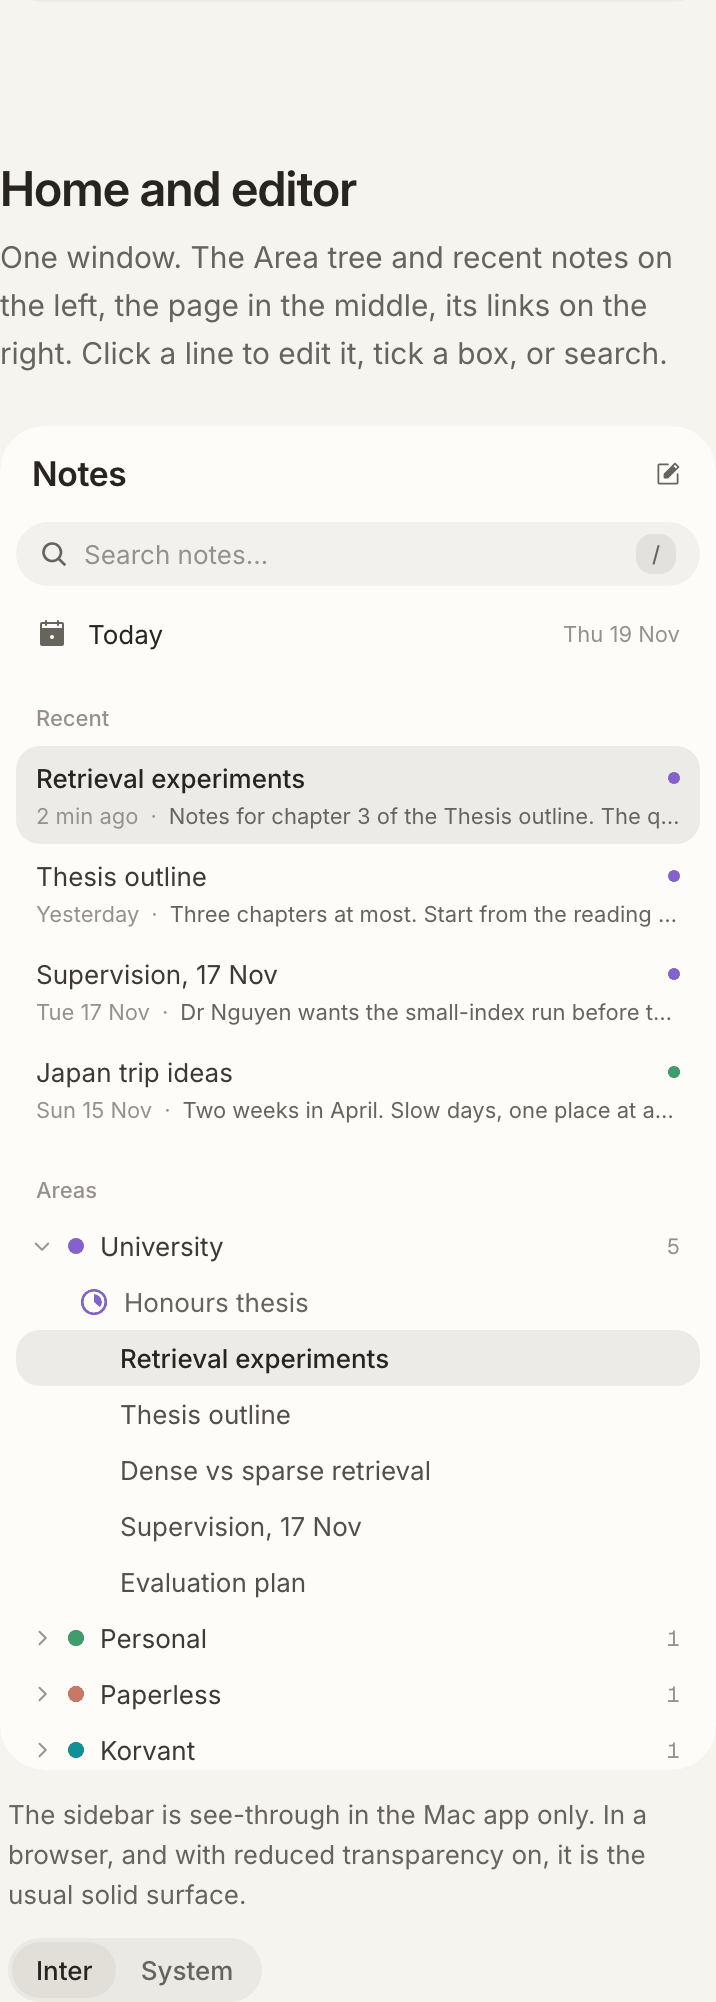 Home and editor
One window. The Area tree and recent notes on
the left, the page in the middle, its links on the
right. Click a line to edit it, tick a box, or search.
Notes
Search notes...
/
Today
Thu 19 Nov
Recent
Retrieval experiments
2 min ago · Notes for chapter 3 of the Thesis outline. The q...
Thesis outline
Yesterday · Three chapters at most. Start from the reading ...
Supervision, 17 Nov
Tue 17 Nov · Dr Nguyen wants the small-index run before t...
Japan trip ideas
Sun 15 Nov · Two weeks in April. Slow days, one place at a...
Areas
University 5
Honours thesis
Retrieval experiments
Thesis outline
Dense vs sparse retrieval
Supervision, 17 Nov
Evaluation plan
Personal 1
Paperless 1
Korvant 1
The sidebar is see-through in the Mac app only. In a
browser, and with reduced transparency on, it is the
usual solid surface.
Inter System